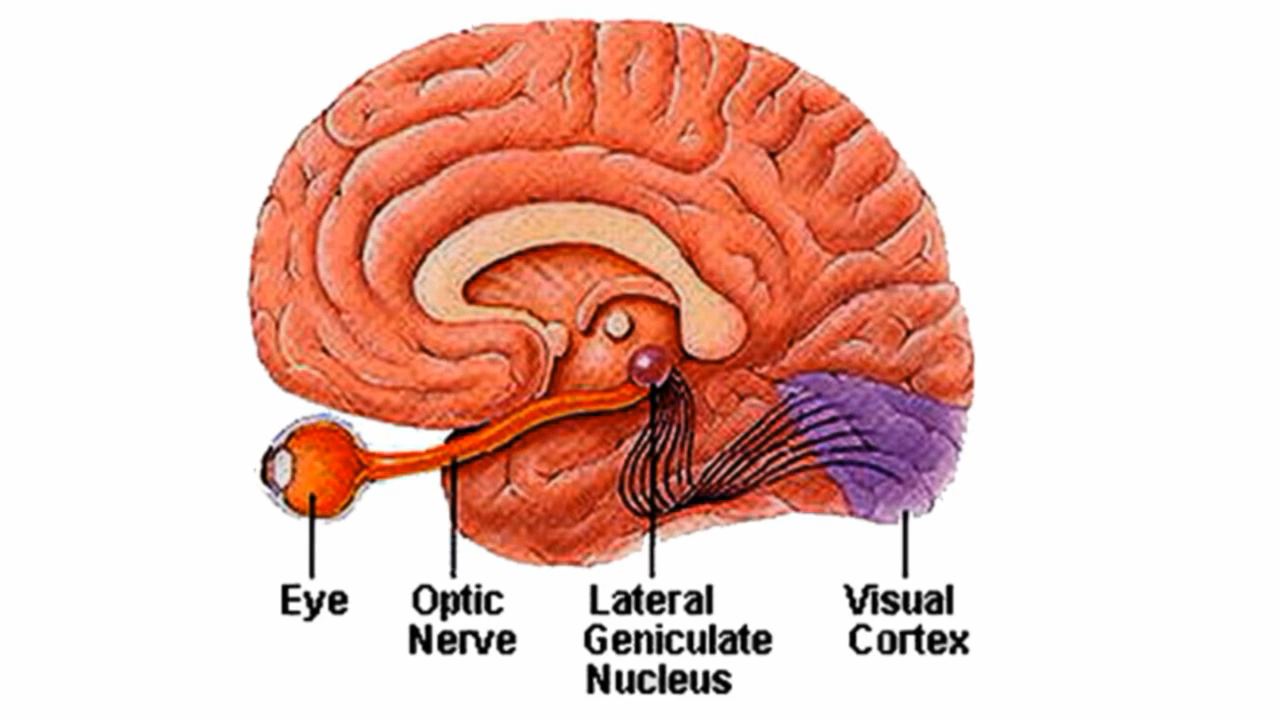 Eye
Optic
Nerve
Lateral
Geniculate
Nucleus
Visual
Cortex